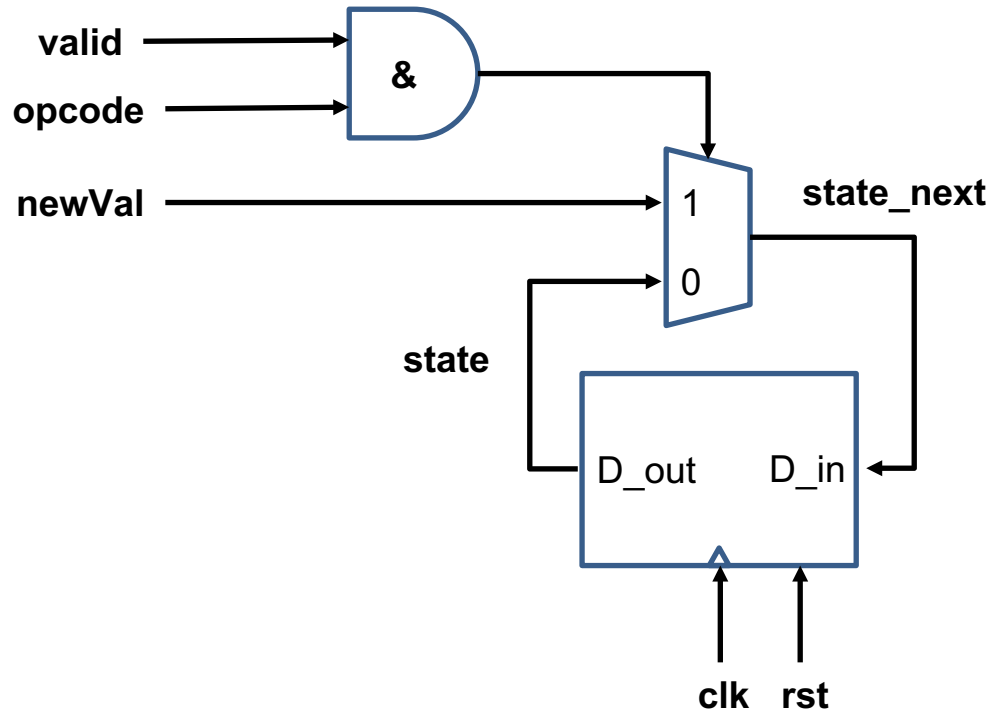 valid
&
opcode
newVal
1
state_next
0
state
D_out
D_in
clk
rst